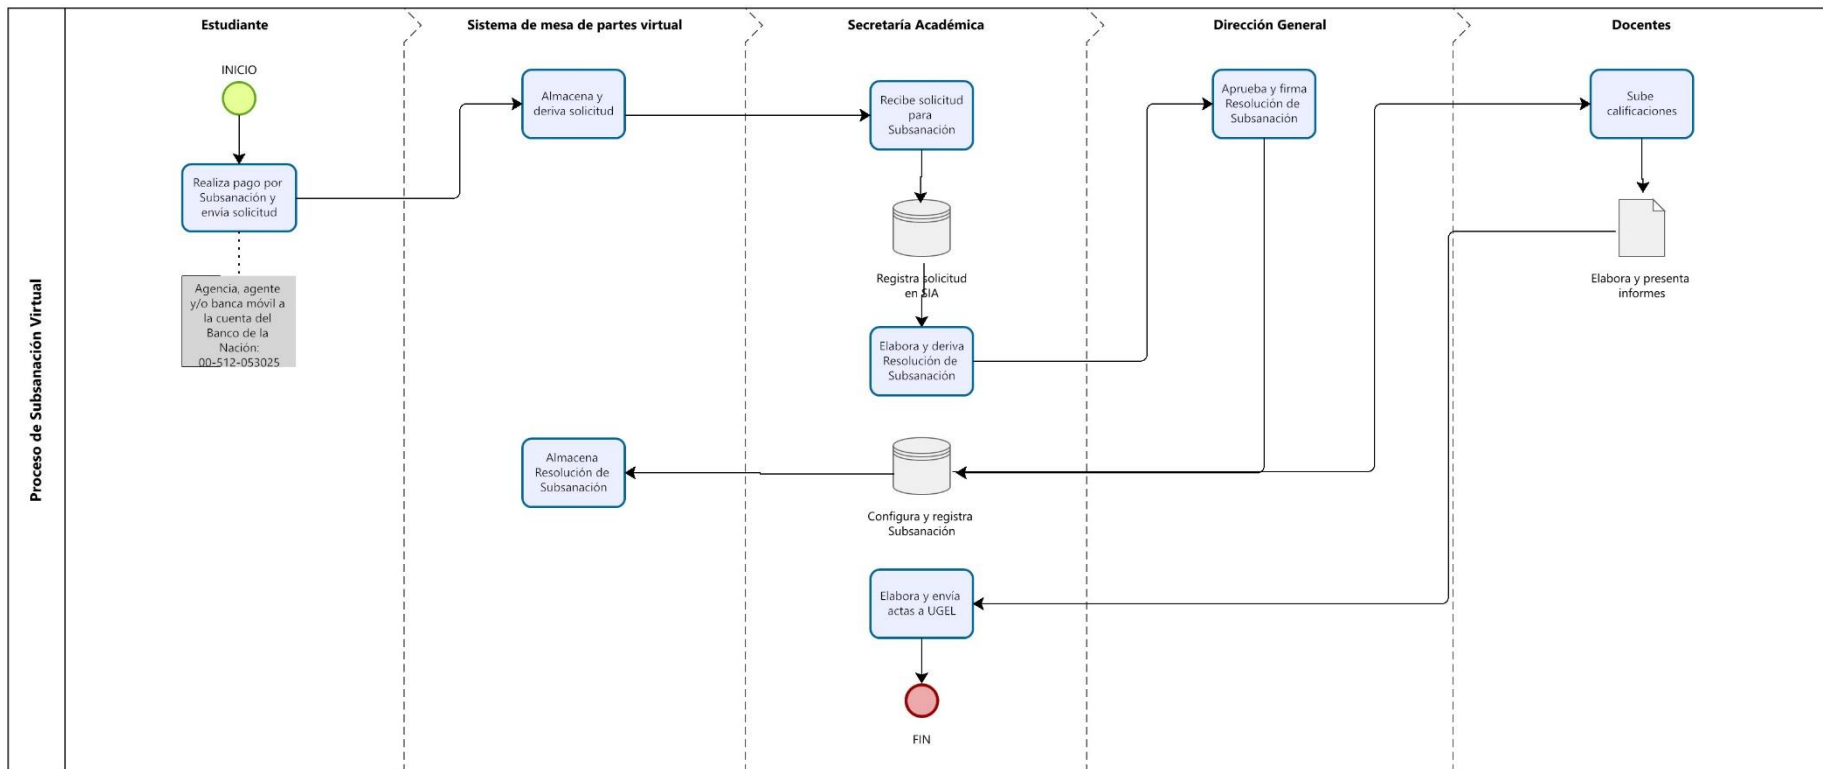 Proceso de Subsanación Virtual
Estudiante
Sistema de mesa de partes virtual
Secretaría Académica
Dirección General
Docentes
INICIO
Realiza pago por
Subsanación y
envia solicitud
Agencia, agente
y/o banca móvil a
la cuenta del
Banco de la
Nación:
00-512-053025
Almacena y
deriva solicitud
Recibe solicitud
para
Subsanación
Registra solicitud
en SIA
Elabora y deriva
Resolución de
Subsanación
Aprueba y firma
Resolución de
Subsanación
Configura y registra
Subsanación
Almacena
Resolución de
Subsanación
Sube
calificaciones
Elabora y presenta
informes
Elabora y envía
actas a UGEL
FIN